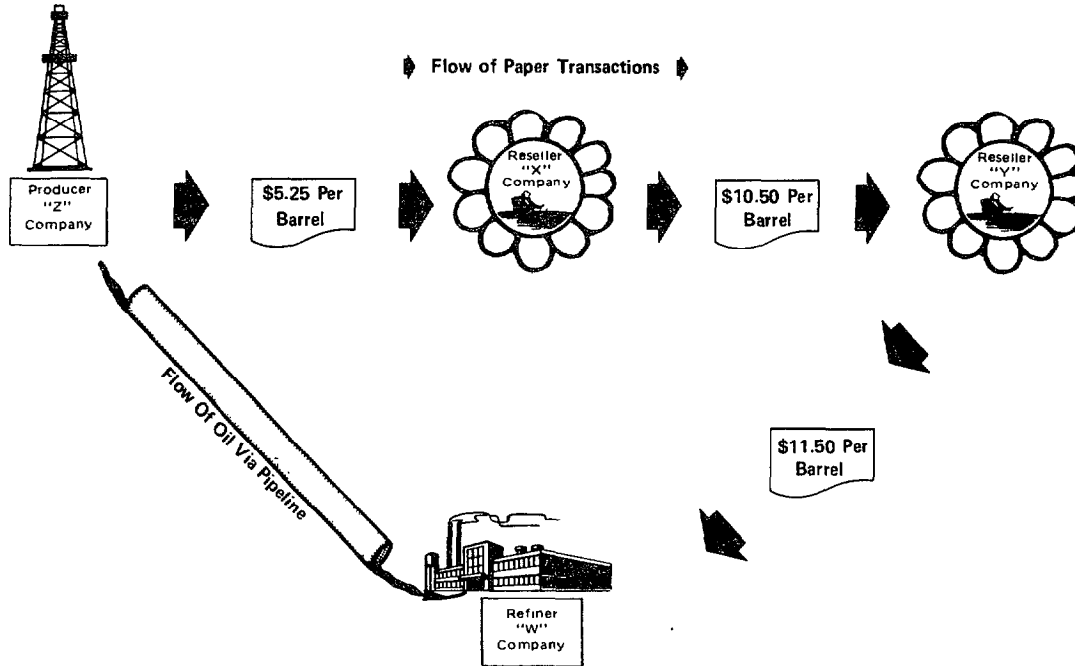 Flow of Paper Transactions
Producer
"Z"
Company
$5.25 Per
Barrel
Reseller
"X"
Company
$10.50 Per
Barrel
Reseller
"Y"
Company
$11.50 Per
Barrel
Flow Of Oil Via Pipeline
Refiner
"W"
Company